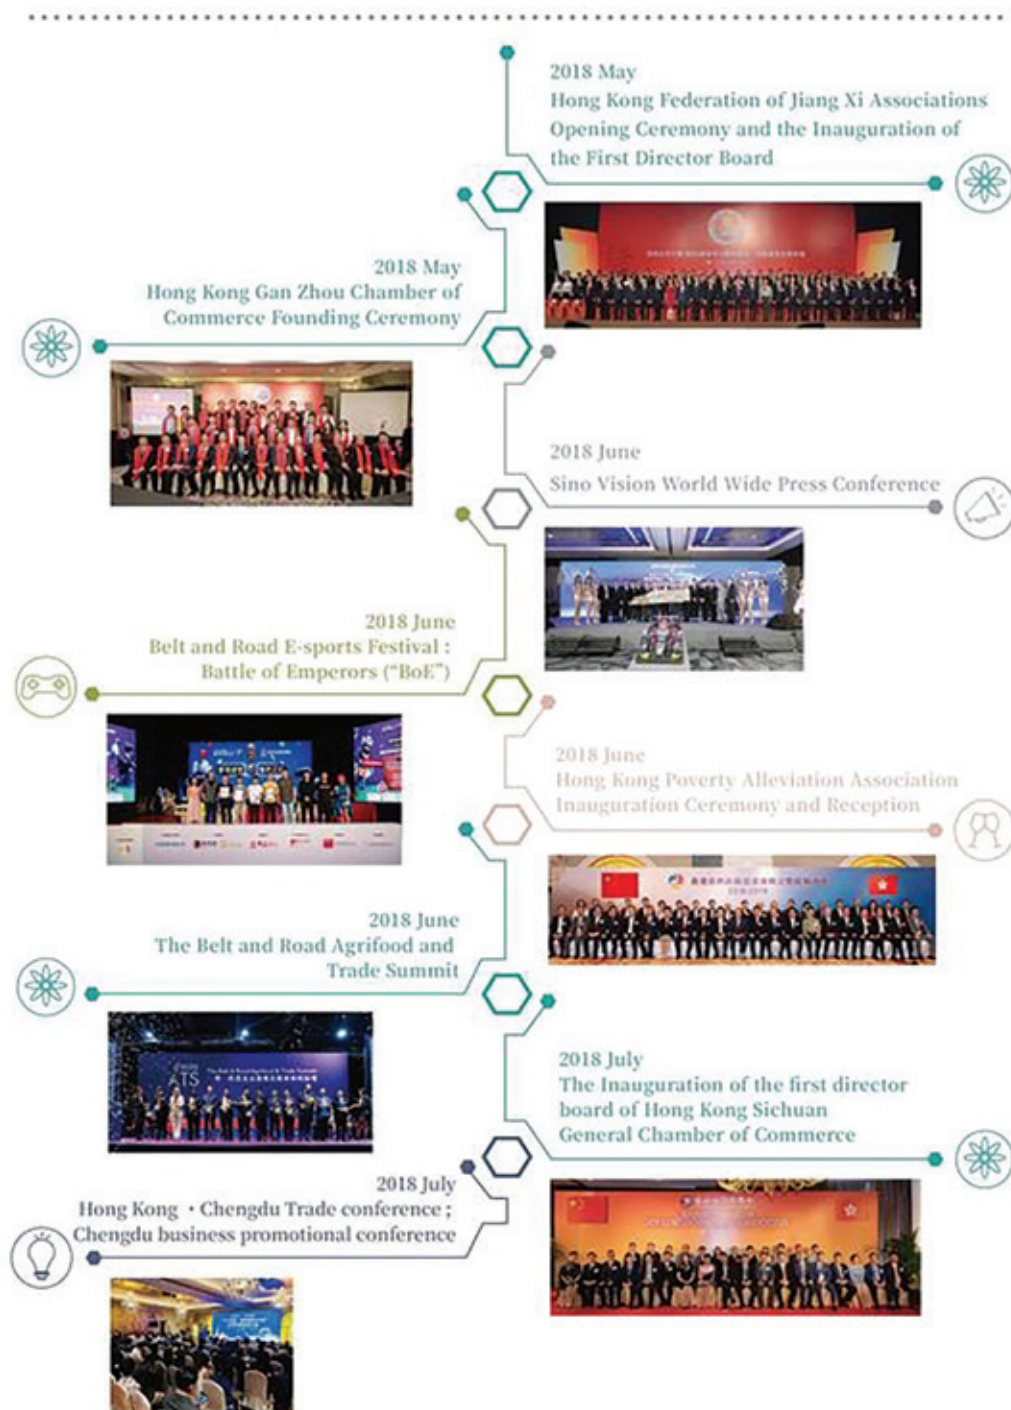 2018 May
Hong Kong Federation of Jiang Xi Associations
Opening Ceremony and the Inauguration of
the First Director Board
2018 May
Hong Kong Gan Zhou Chamber of
Commerce Founding Ceremony
2018 June
Sino Vision World Wide Press Conference
2018 June
Belt and Road E-sports Festival :
Battle of Emperors (“BoE”)
2018 June
Hong Kong Poverty Alleviation Association
Inauguration Ceremony and Reception
2018 June
The Belt and Road Agrifood and
Trade Summit
ATS
2018 July
The Inauguration of the first director
board of Hong Kong Sichuan
General Chamber of Commerce
2018 July
Hong Kong • Chengdu Trade conference ;
Chengdu business promotional conference